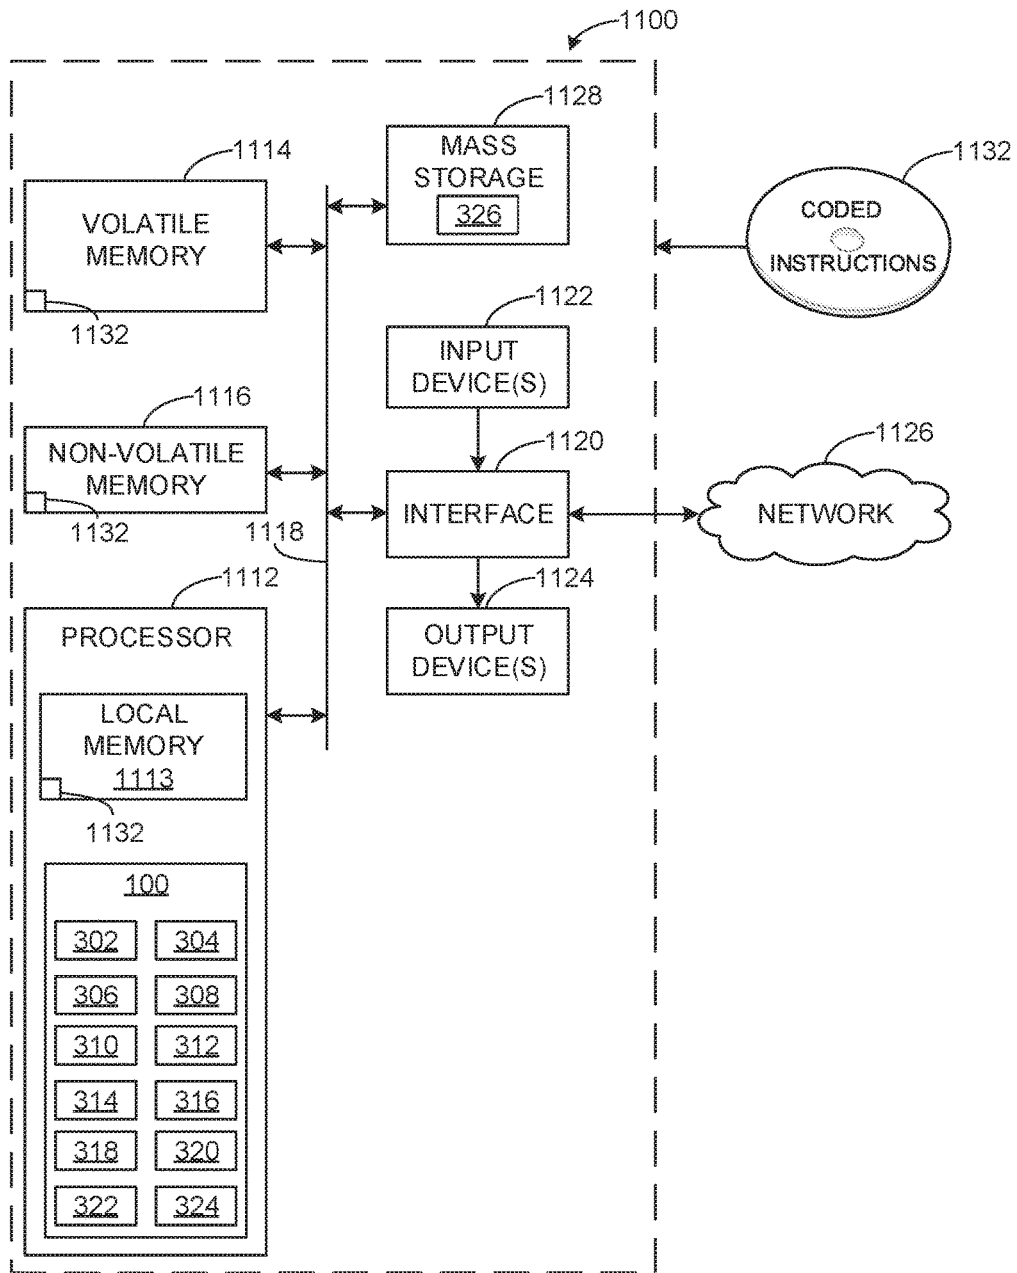 1100
1128
MASS
STORAGE
326
1114
VOLATILE
MEMORY
1132
1132
CODED
INSTRUCTIONS
1122
INPUT
DEVICE(S)
1116
NON-VOLATILE
MEMORY
1132
1118
1120
INTERFACE
1126
NETWORK
1124
OUTPUT
DEVICE(S)
1112
PROCESSOR
LOCAL
MEMORY
1113
1132
100
302 304
306 308
310 312
314 316
318 320
322 324